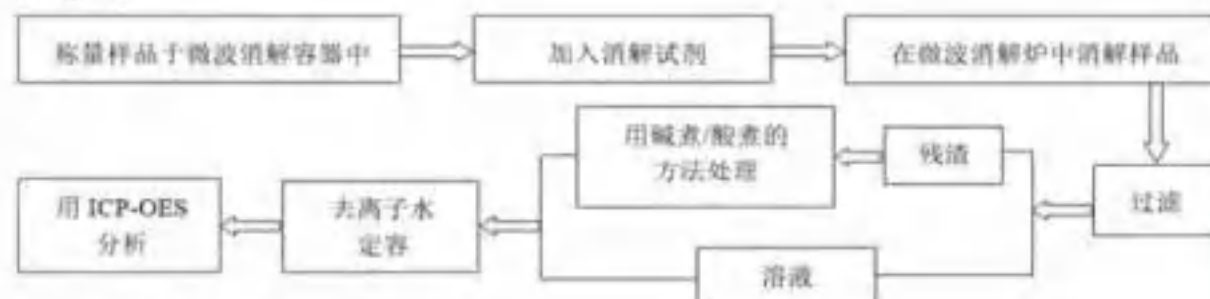 称量样品于微波消解容器中
加入消解试剂
在微波消解炉中消解样品
过滤
残渣
用碱煮/酸煮的
方法处理
溶液
去离子水
定容
用 ICP-OES
分析